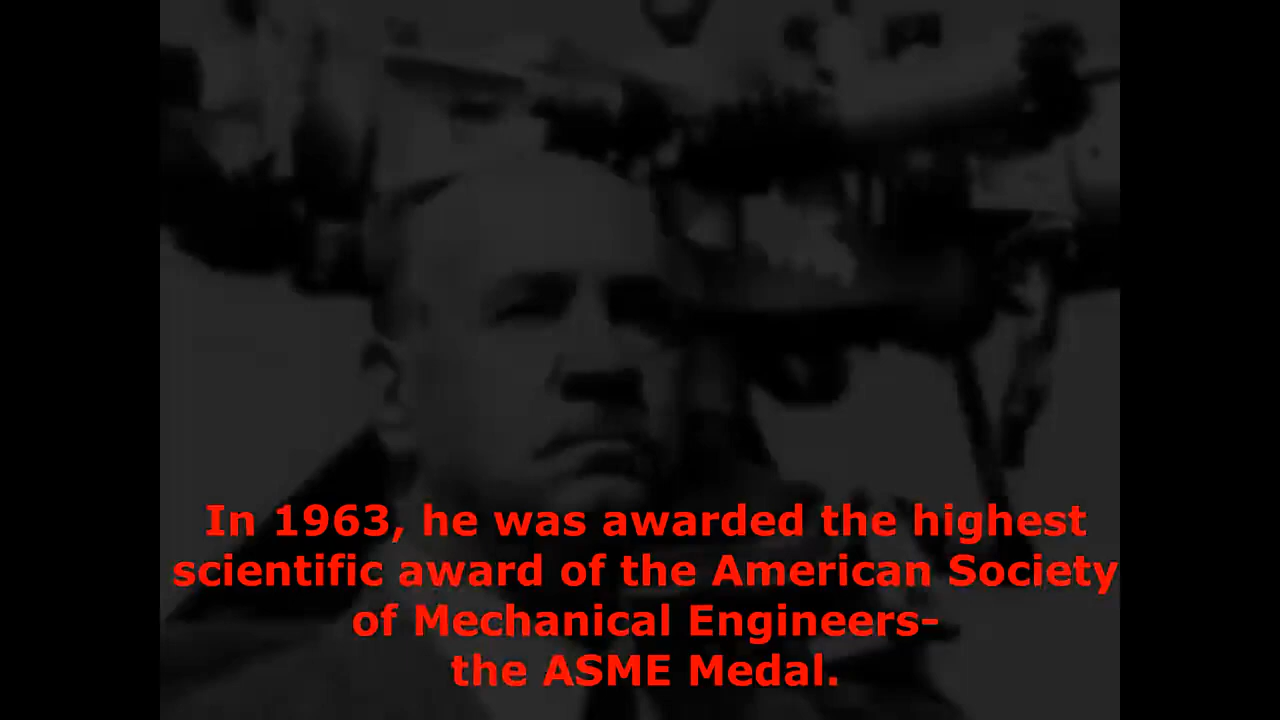 In 1963, he was awarded the highest
scientific award of the American Society
of Mechanical Engineers-
the ASME Medal.